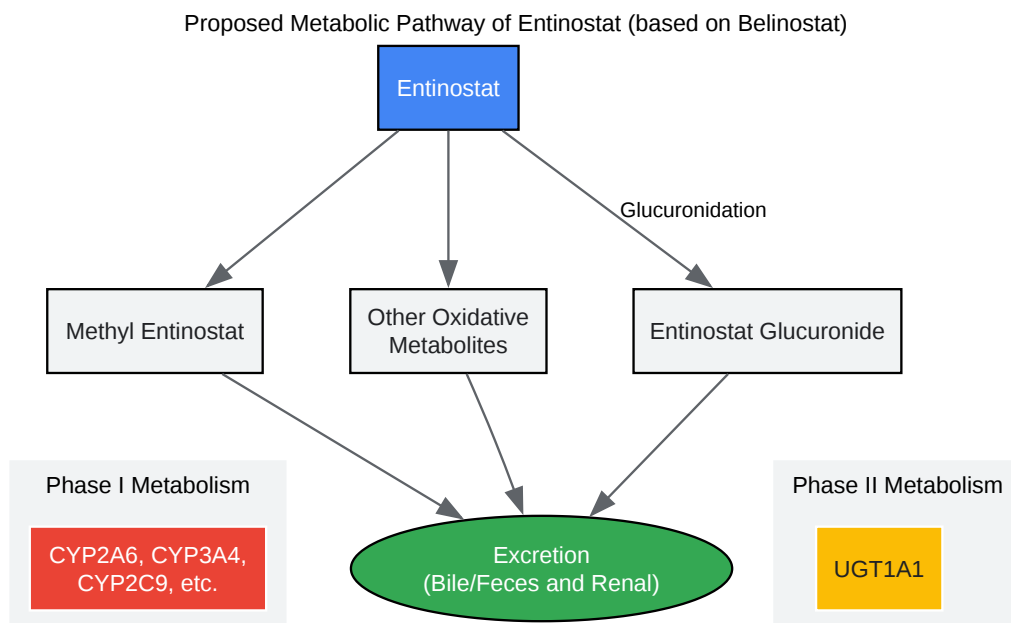 Proposed Metabolic Pathway of Entinostat (based on Belinostat)
Entinostat
Glucuronidation
Methyl Entinostat
Other Oxidative
Metabolites
Entinostat Glucuronide
Phase I Metabolism
CYP2A6, CYP3A4,
CYP2C9, etc.
Excretion
(Bile/Feces and Renal)
Phase II Metabolism
UGT1A1